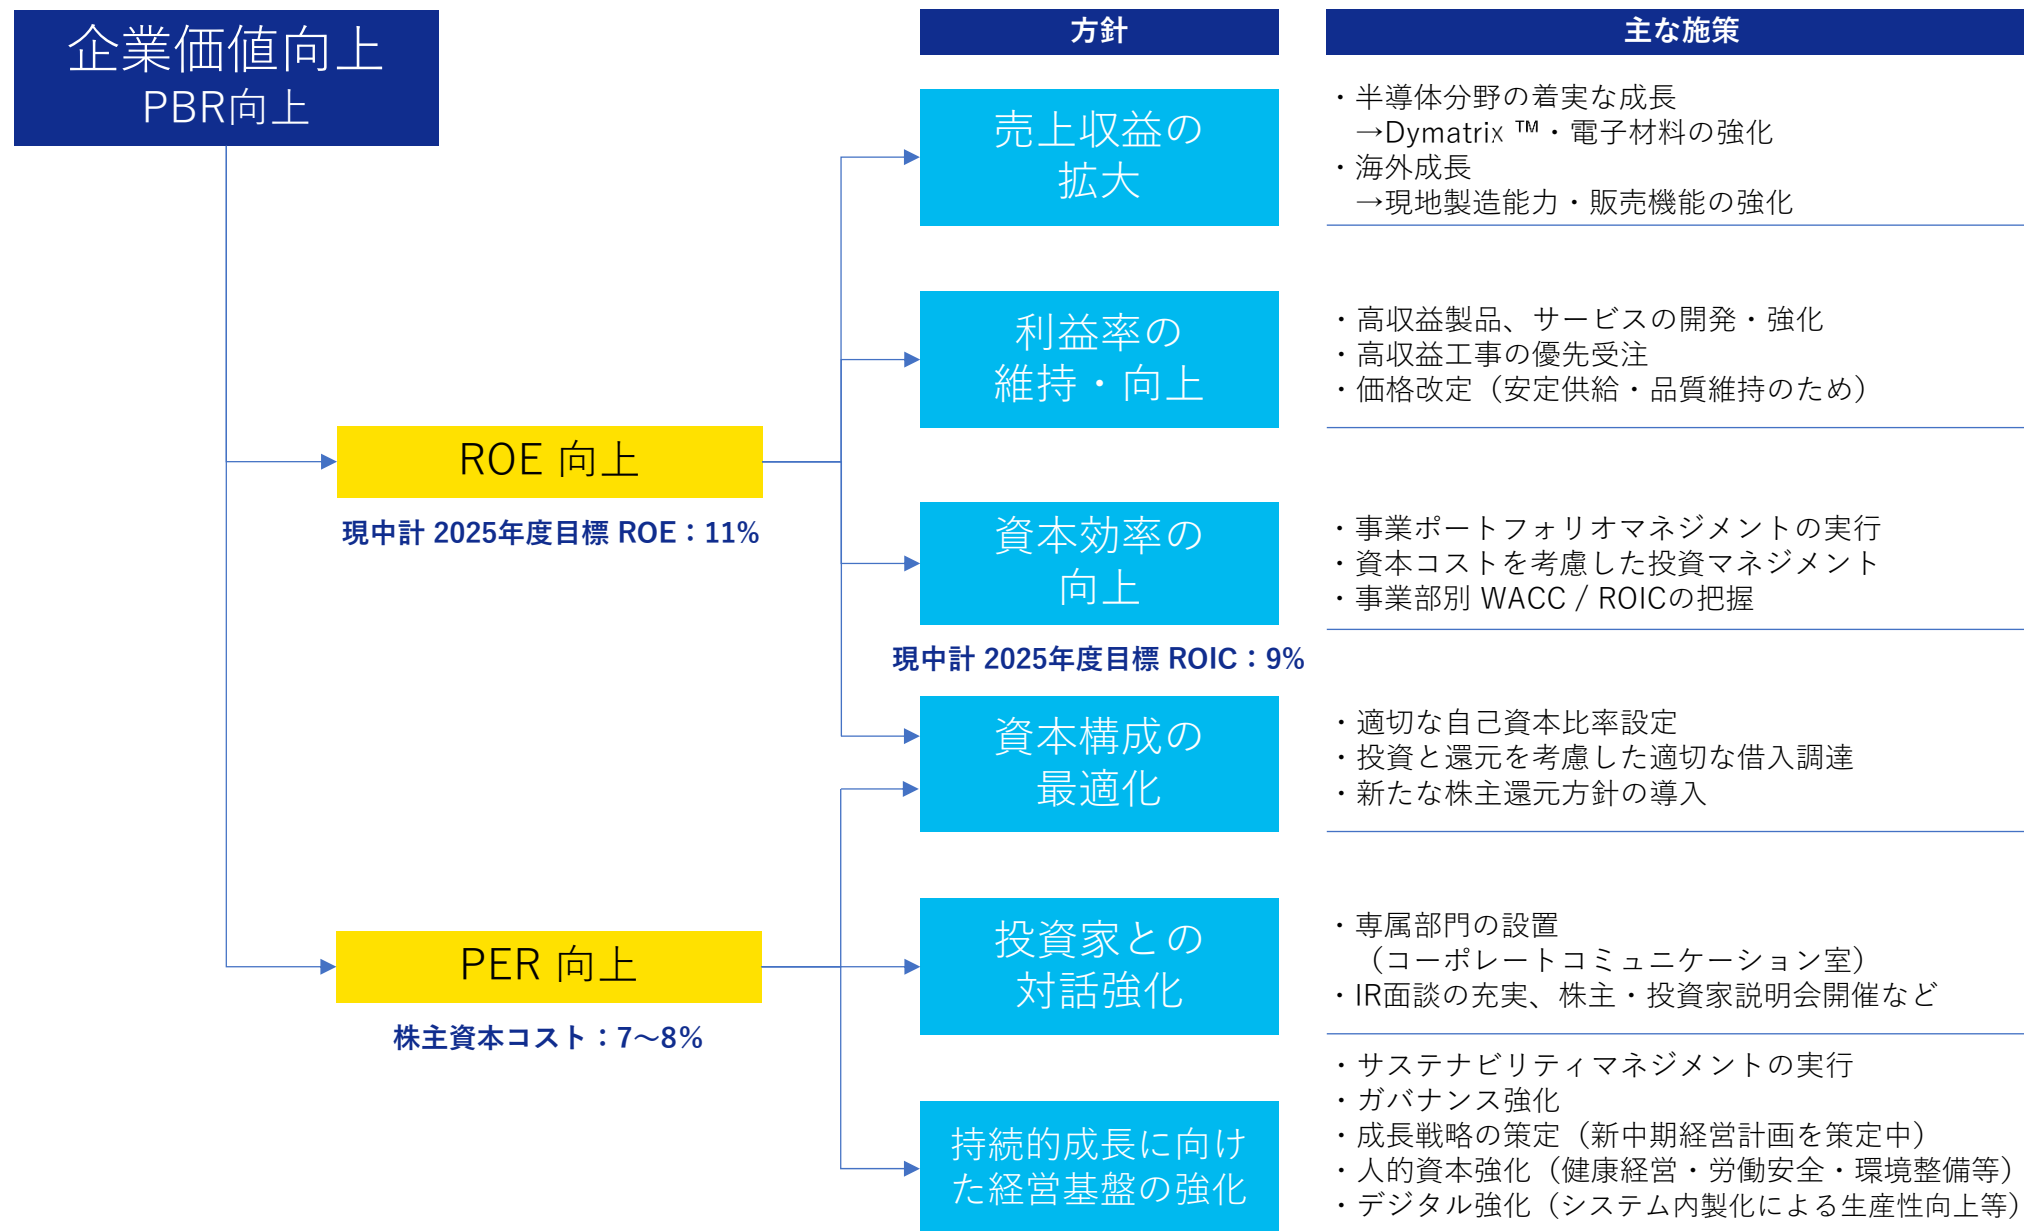 企業価値向上
PBR向上
方針
主な施策
売上収益の
拡大
・半導体分野の着実な成長
→Dymatrix ™・電子材料の強化
・海外成長
→現地製造能力・販売機能の強化
利益率の
維持・向上
・高収益製品、サービスの開発・強化
・高収益工事の優先受注
・価格改定（安定供給・品質維持のため）
ROE 向上
現中計 2025年度目標 ROE：11%
資本効率の
向上
現中計 2025年度目標 ROIC：9%
・事業ポートフォリオマネジメントの実行
・資本コストを考慮した投資マネジメント
・事業部別 WACC / ROICの把握
資本構成の
最適化
・適切な自己資本比率設定
・投資と還元を考慮した適切な借入調達
・新たな株主還元方針の導入
PER 向上
株主資本コスト：7～8%
投資家との
対話強化
・専属部門の設置
（コーポレートコミュニケーション室）
・IR面談の充実、株主・投資家説明会開催など
持続的成長に向け
た経営基盤の強化
・サステナビリティマネジメントの実行
・ガバナンス強化
・成長戦略の策定（新中期経営計画を策定中）
・人的資本強化（健康経営・労働安全・環境整備等）
・デジタル強化（システム内製化による生産性向上等）